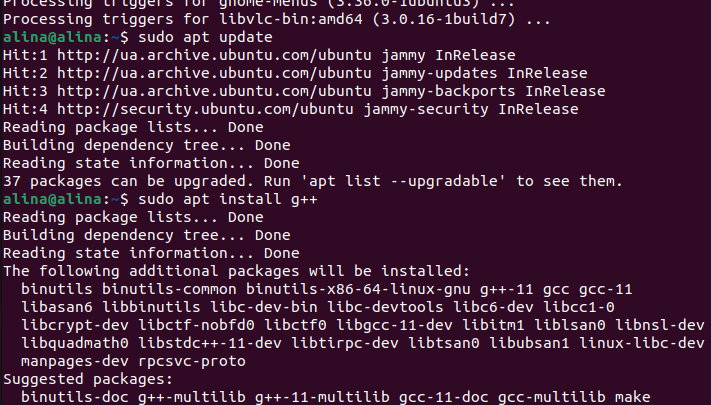 Processing triggers for gnome-menus (3.36.0-1ubuntu3) ...
Processing triggers for libvlc-bin:amd64 (3.0.16-1build7) ...
alina@alina:~$ sudo apt update
Hit:1 http://ua.archive.ubuntu.com/ubuntu jammy InRelease
Hit:2 http://ua.archive.ubuntu.com/ubuntu jammy-updates InRelease
Hit:3 http://ua.archive.ubuntu.com/ubuntu jammy-backports InRelease
Hit:4 http://security.ubuntu.com/ubuntu jammy-security InRelease
Reading package lists... Done
Building dependency tree... Done
Reading state information... Done
37 packages can be upgraded. Run 'apt list --upgradable' to see them.
alina@alina:~$ sudo apt install g++
Reading package lists... Done
Building dependency tree... Done
Reading state information... Done
The following additional packages will be installed:
  binutils binutils-common binutils-x86-64-linux-gnu g++-11 gcc gcc-11
  libasan6 libbinutils libc-dev-bin libc-devtools libc6-dev libcc1-0
  libcrypt-dev libctf-nobfd0 libctf0 libgcc-11-dev libitm1 liblsan0 libnsl-dev
  libquadmath0 libstdc++-11-dev libtirpc-dev libtsan0 libubsan1 linux-libc-dev
  manpages-dev rpcsvc-proto
Suggested packages:
  binutils-doc g++-multilib g++-11-multilib gcc-11-doc gcc-multilib make